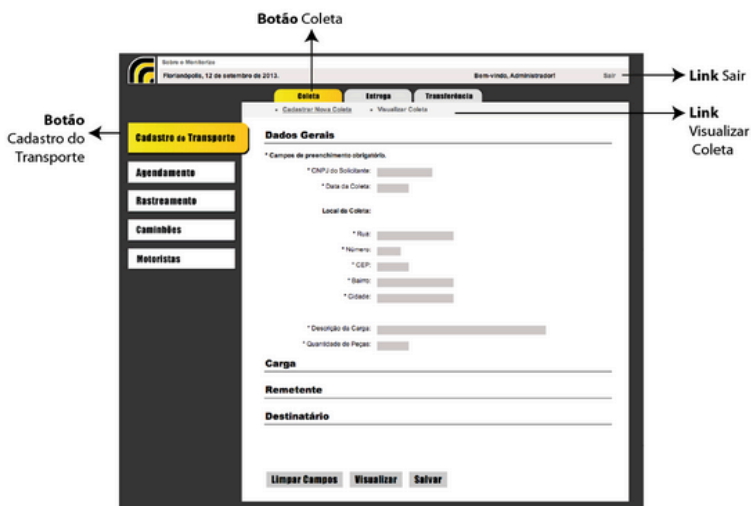 Botão Coleta
Sobre o Monitoriza
Florianópolis, 12 de setembro de 2013.
Bem-vindo, Administrador!
Sair
Link Sair
Coleta
Entrega
Transferência
• Cadastrar Nova Coleta
• Visualizar Coleta
Link
Visualizar
Coleta
Botão
Cadastro do
Transporte
Cadastro do Transporte
Agendamento
Rastreamento
Caminhões
Motoristas
Dados Gerais
* Campos de preenchimento obrigatório.
* CNPJ do Solicitante:
* Data da Coleta:
Local da Coleta:
* Rua:
* Número:
* CEP:
* Bairro:
* Cidade:
* Descrição da Carga:
* Quantidade de Peças:
Carga
Remetente
Destinatário
Limpar Campos
Visualizar
Salvar